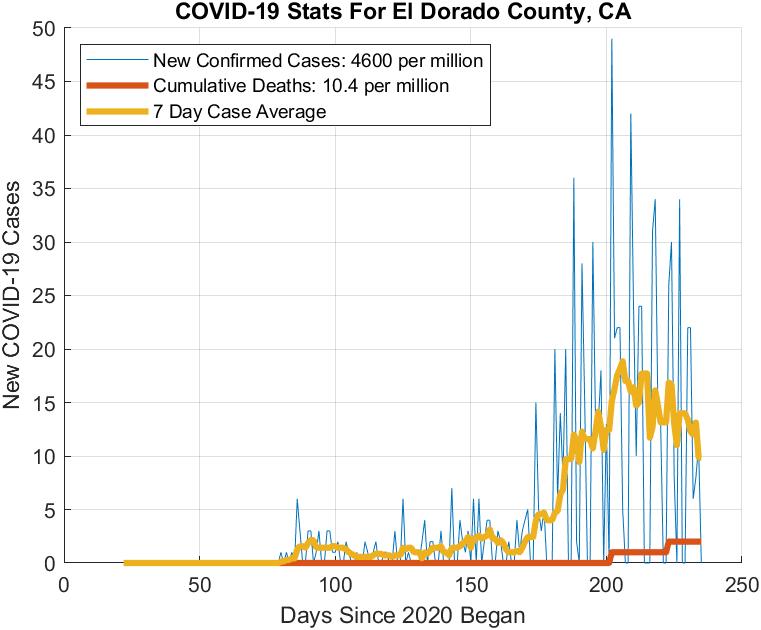 COVID-19 Stats For El Dorado County, CA
New Confirmed Cases: 4600 per million
Cumulative Deaths: 10.4 per million
7 Day Case Average
New COVID-19 Cases
50
45
40
35
30
25
20
15
10
5
0
0 50 100 150 200 250
Days Since 2020 Began